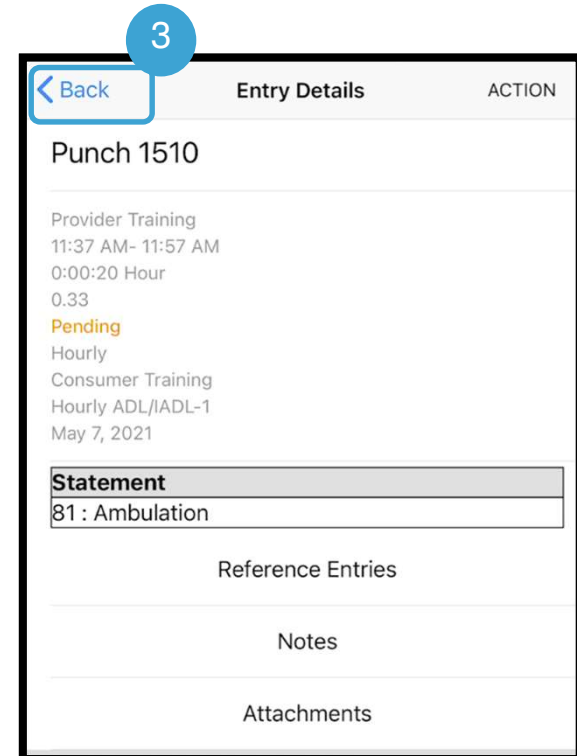 3
Back Entry Details ACTION
Punch 1510
Provider Training
11:37 AM- 11:57 AM
0:00:20 Hour
0.33
Pending
Hourly
Consumer Training
Hourly ADL/IADL-1
May 7, 2021
Statement
81 : Ambulation
Reference Entries
Notes
Attachments